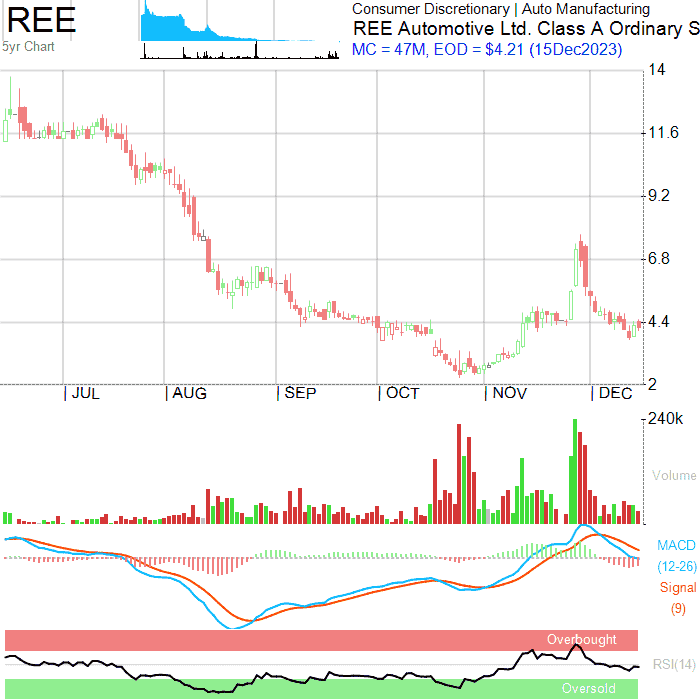 REE
5yr Chart
Consumer Discretionary | Auto Manufacturing
REE Automotive Ltd. Class A Ordinary S
MC = 47M, EOD = $4.21 (15Dec2023)
14
11.6
9.2
6.8
4.4
2
JUL AUG SEP OCT NOV DEC
240k
Volume
MACD
(12-26)
Signal
(9)
Overbought
RSI(14)
Oversold